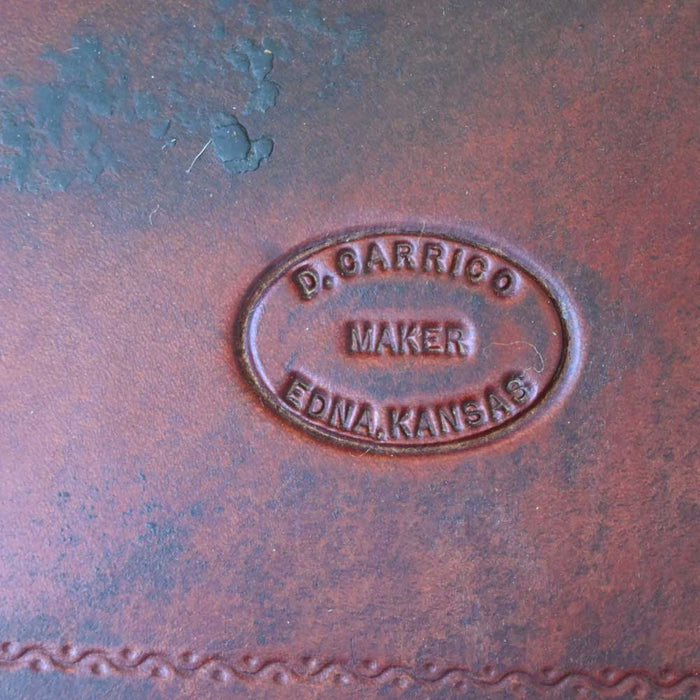 D. CARRICO
MAKER
EDNA, KANSAS